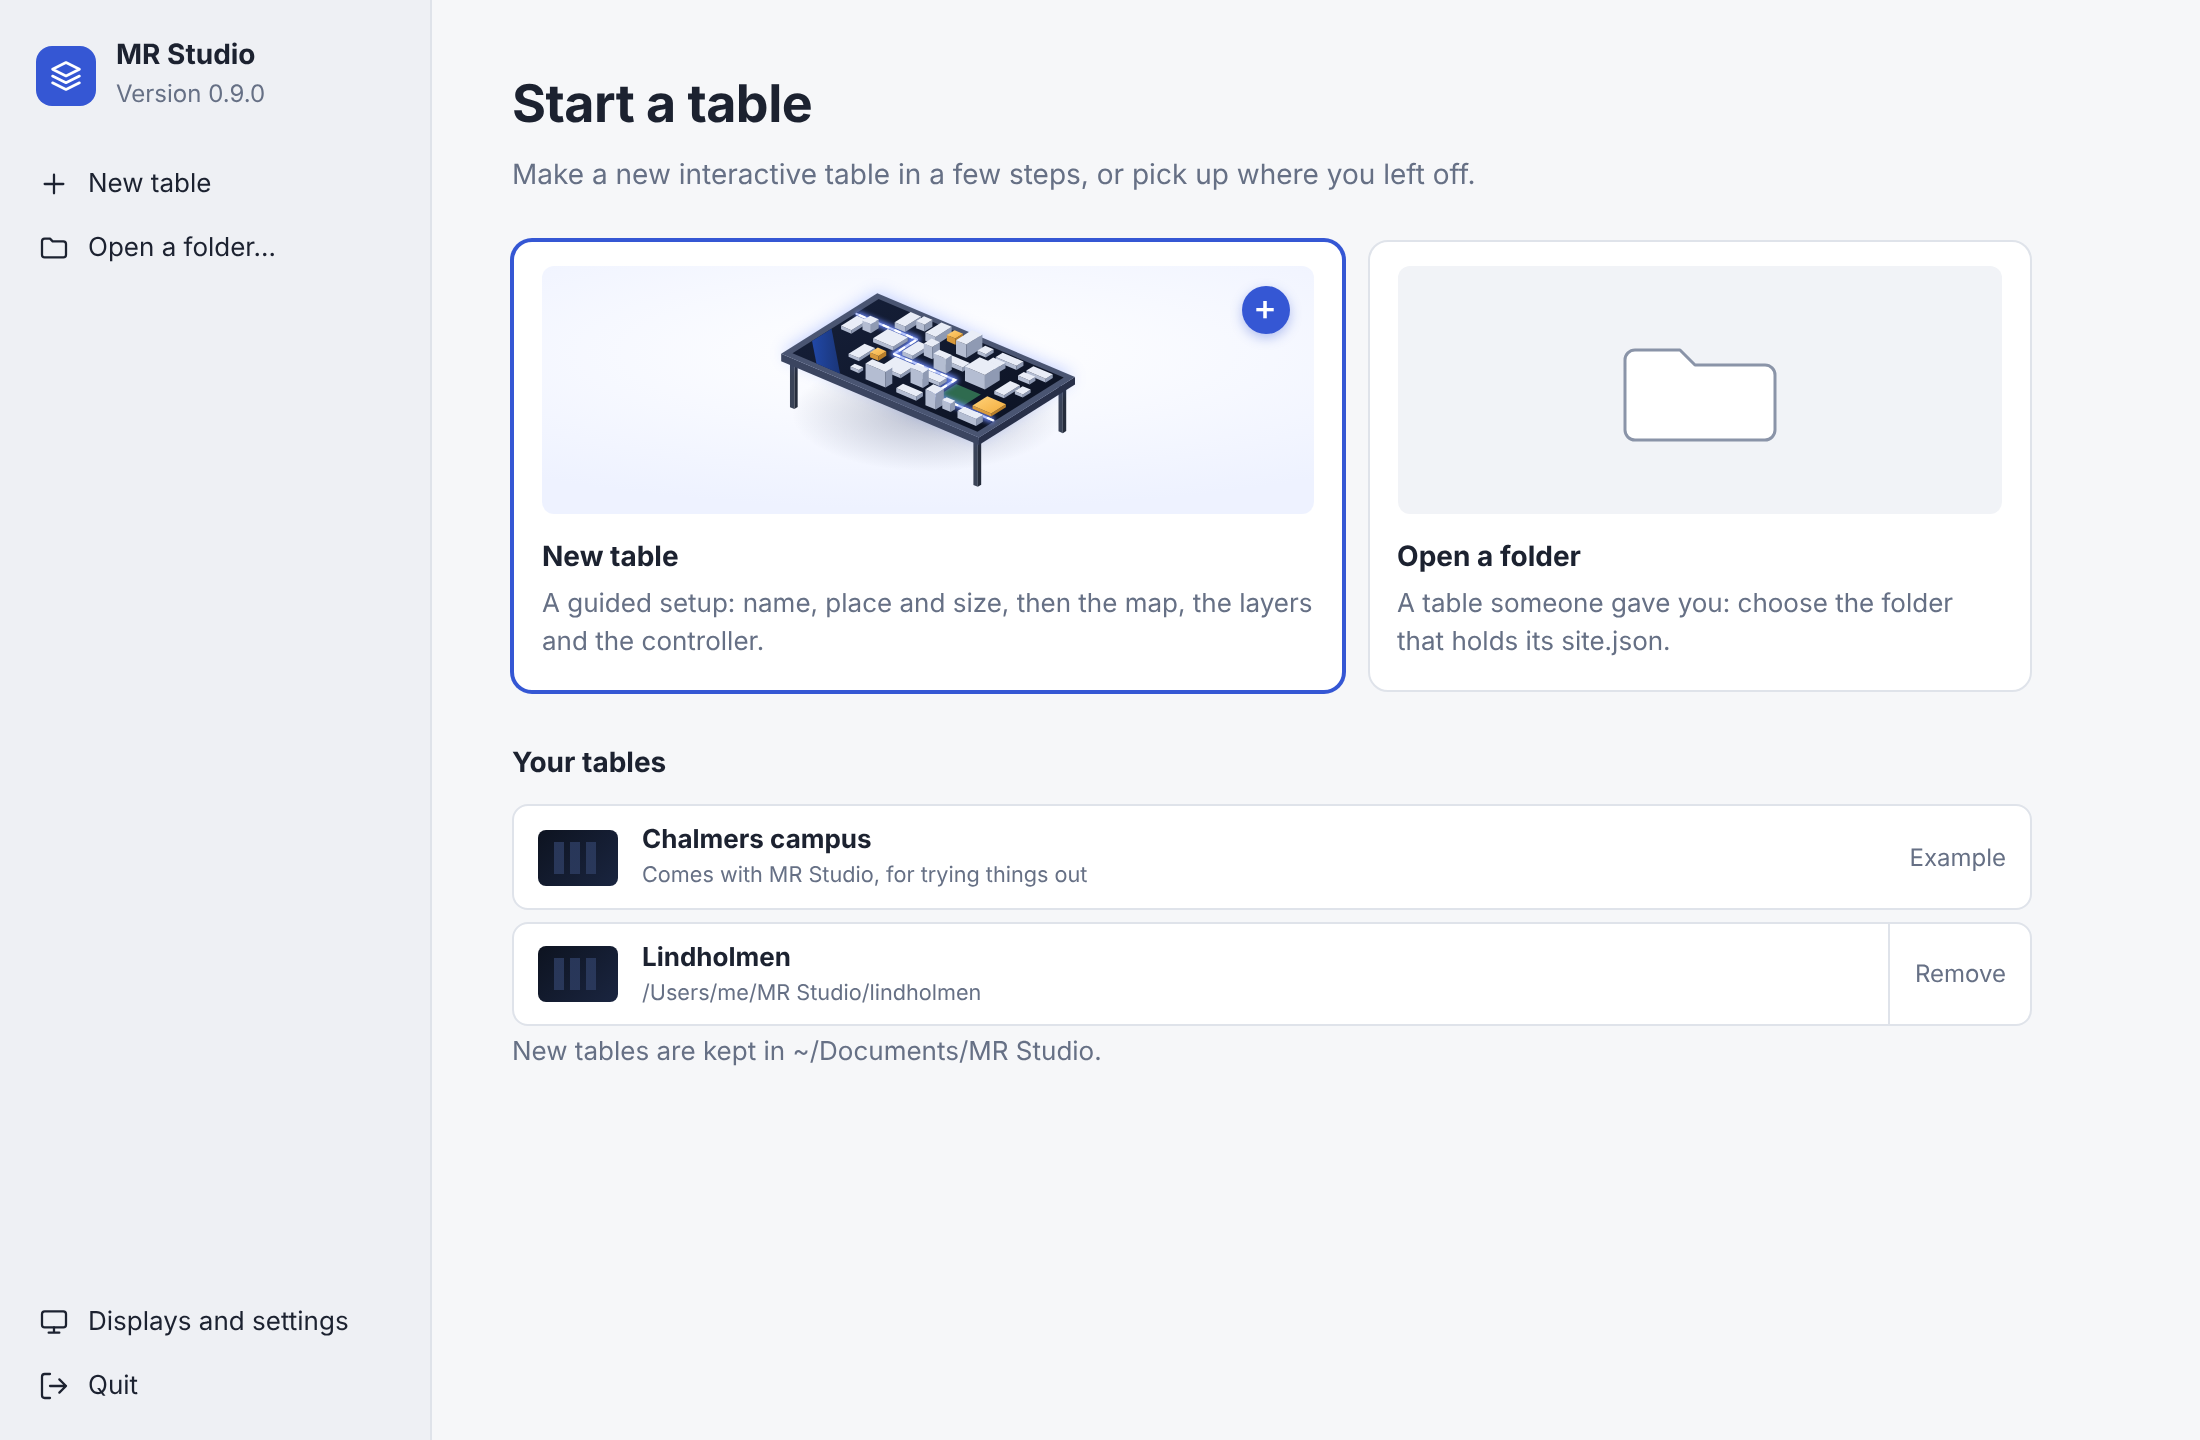 MR Studio
Version 0.9.0
New table
Open a folder...
Displays and settings
Quit
Start a table
Make a new interactive table in a few steps, or pick up where you left off.
New table
A guided setup: name, place and size, then the map, the layers
and the controller.
Open a folder
A table someone gave you: choose the folder
that holds its site.json.
Your tables
Chalmers campus
Comes with MR Studio, for trying things out
Example
Lindholmen
/Users/me/MR Studio/lindholmen
Remove
New tables are kept in ~/Documents/MR Studio.